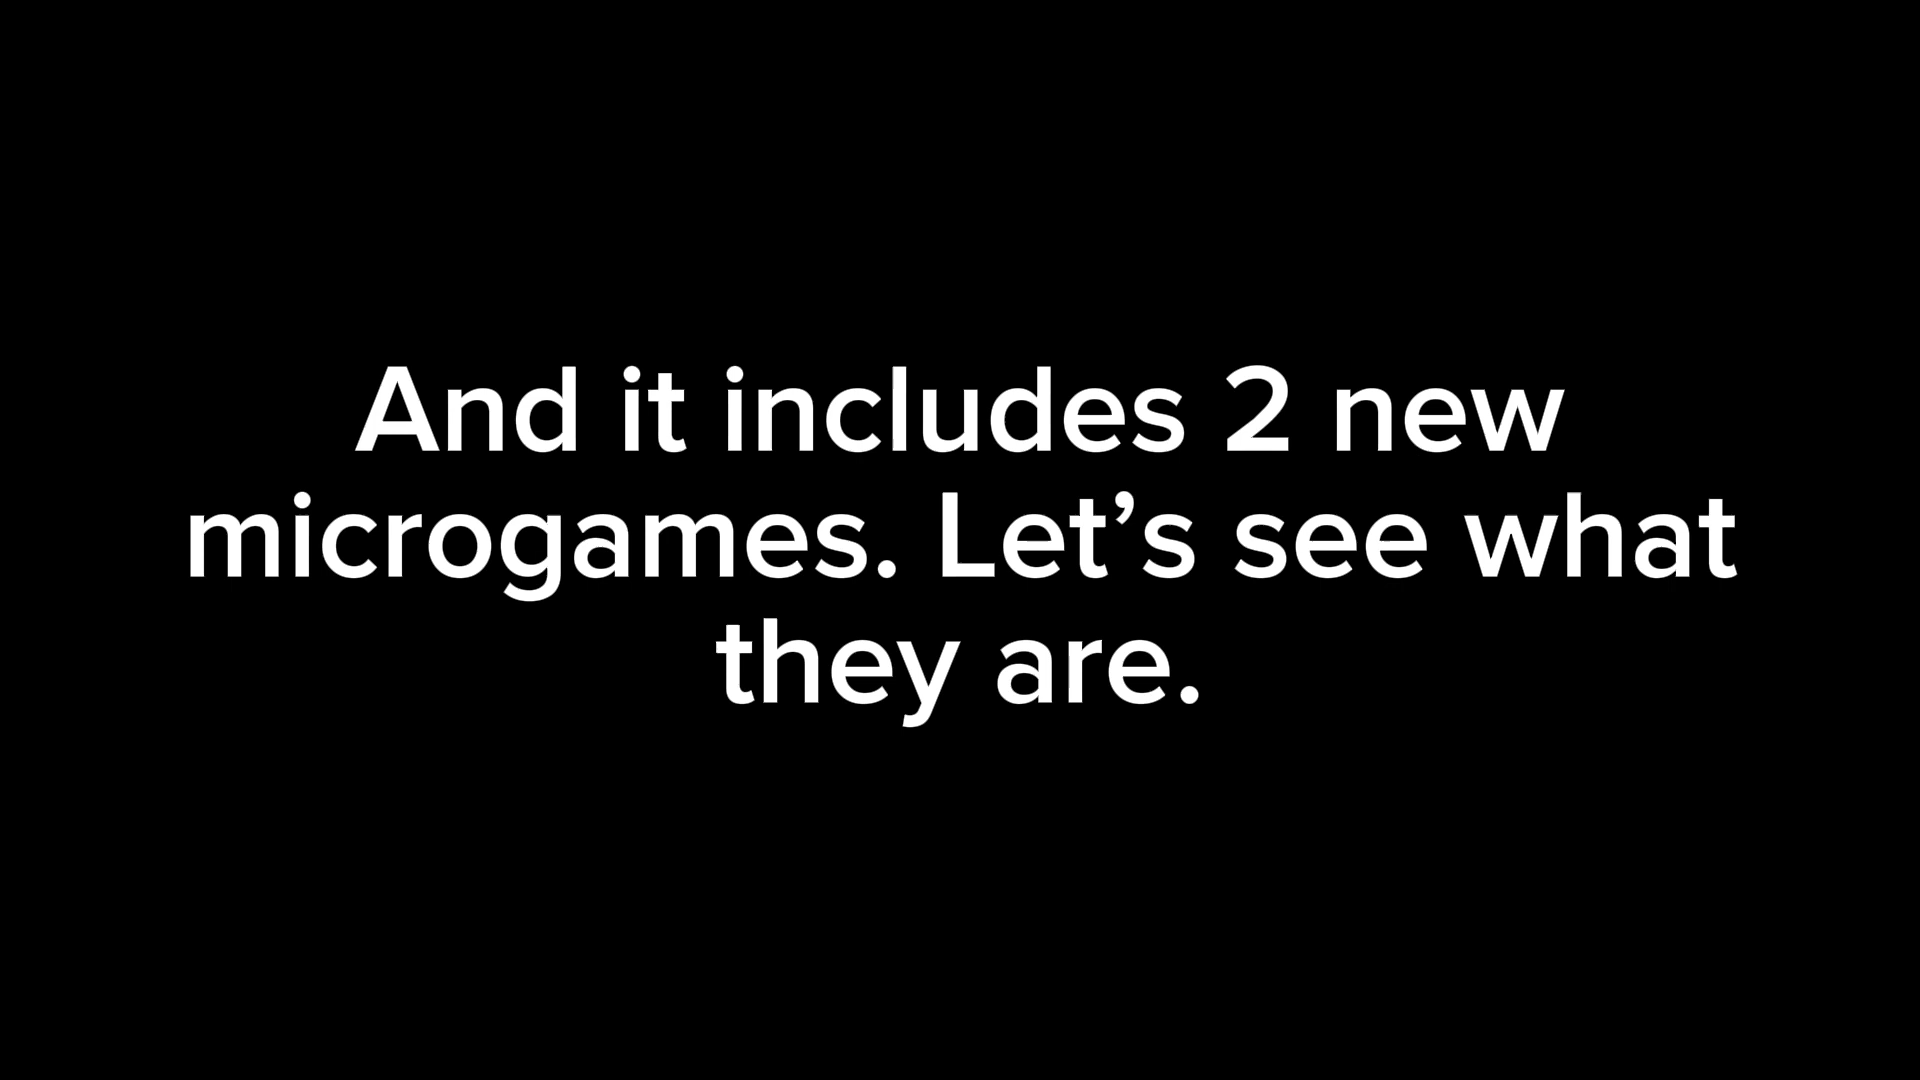 And it includes 2 new
microgames. Let’s see what
they are.